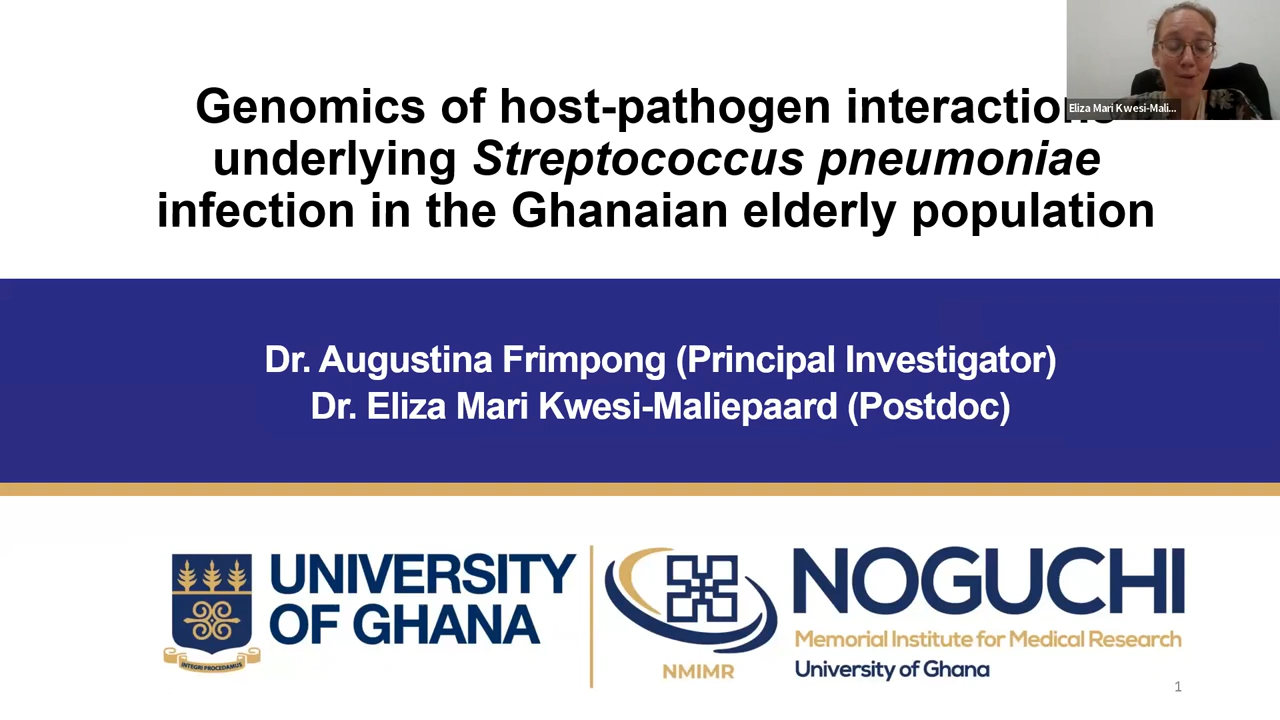 Genomics of host-pathogen interactions
underlying Streptococcus pneumoniae
infection in the Ghanaian elderly population
Eliza Mari Kwesi-Mali...
Dr. Augustina Frimpong (Principal Investigator)
Dr. Eliza Mari Kwesi-Maliepaard (Postdoc)
UNIVERSITY
OF GHANA
INTEGRI PROCEDAMUS
NMIMR
NOGUCHI
Memorial Institute for Medical Research
University of Ghana
1